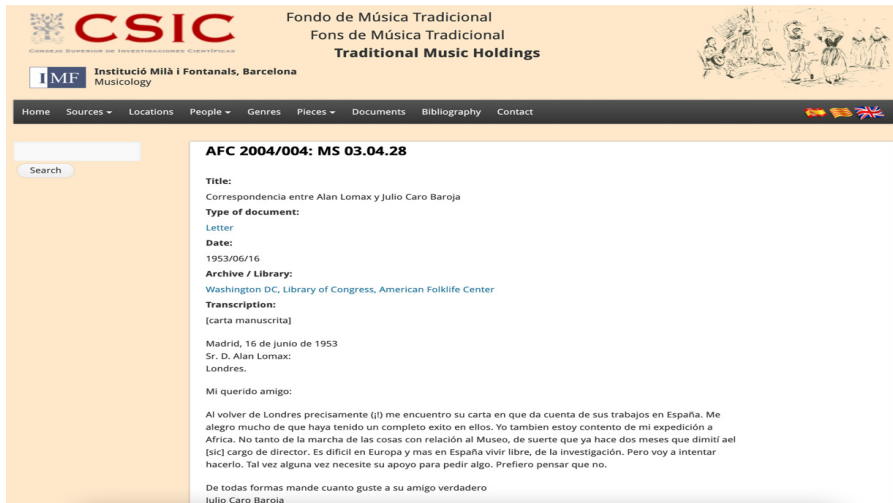 CSIC
Consejo Superior de Investigaciones Científicas
Fondo de Música Tradicional
Fons de Música Tradicional
Traditional Music Holdings
IMF
Institució Milà i Fontanals, Barcelona
Musicology
Home Sources Locations People Genres Pieces Documents Bibliography Contact
Search
AFC 2004/004: MS 03.04.28
Title:
Correspondencia entre Alan Lomax y Julio Caro Baroja
Type of document:
Letter
Date:
1953/06/16
Archive / Library:
Washington DC, Library of Congress, American Folklife Center
Transcription:
[carta manuscrita]
Madrid, 16 de junio de 1953
Sr. D. Alan Lomax:
Londres.
Mi querido amigo:
Al volver de Londres precisamente (¡!) me encuentro su carta en que da cuenta de sus trabajos en España. Me
alegro mucho de que haya tenido un completo exito en ellos. Yo tambien estoy contento de mi expedición a
Africa. No tanto de la marcha de las cosas con relación al Museo, de suerte que ya hace dos meses que dimití ael
[sic] cargo de director. Es dificil en Europa y mas en España vivir libre, de la investigación. Pero voy a intentar
hacerlo. Tal vez alguna vez necesite su apoyo para pedir algo. Prefiero pensar que no.
De todas formas mande cuanto guste a su amigo verdadero
Julio Caro Baroja